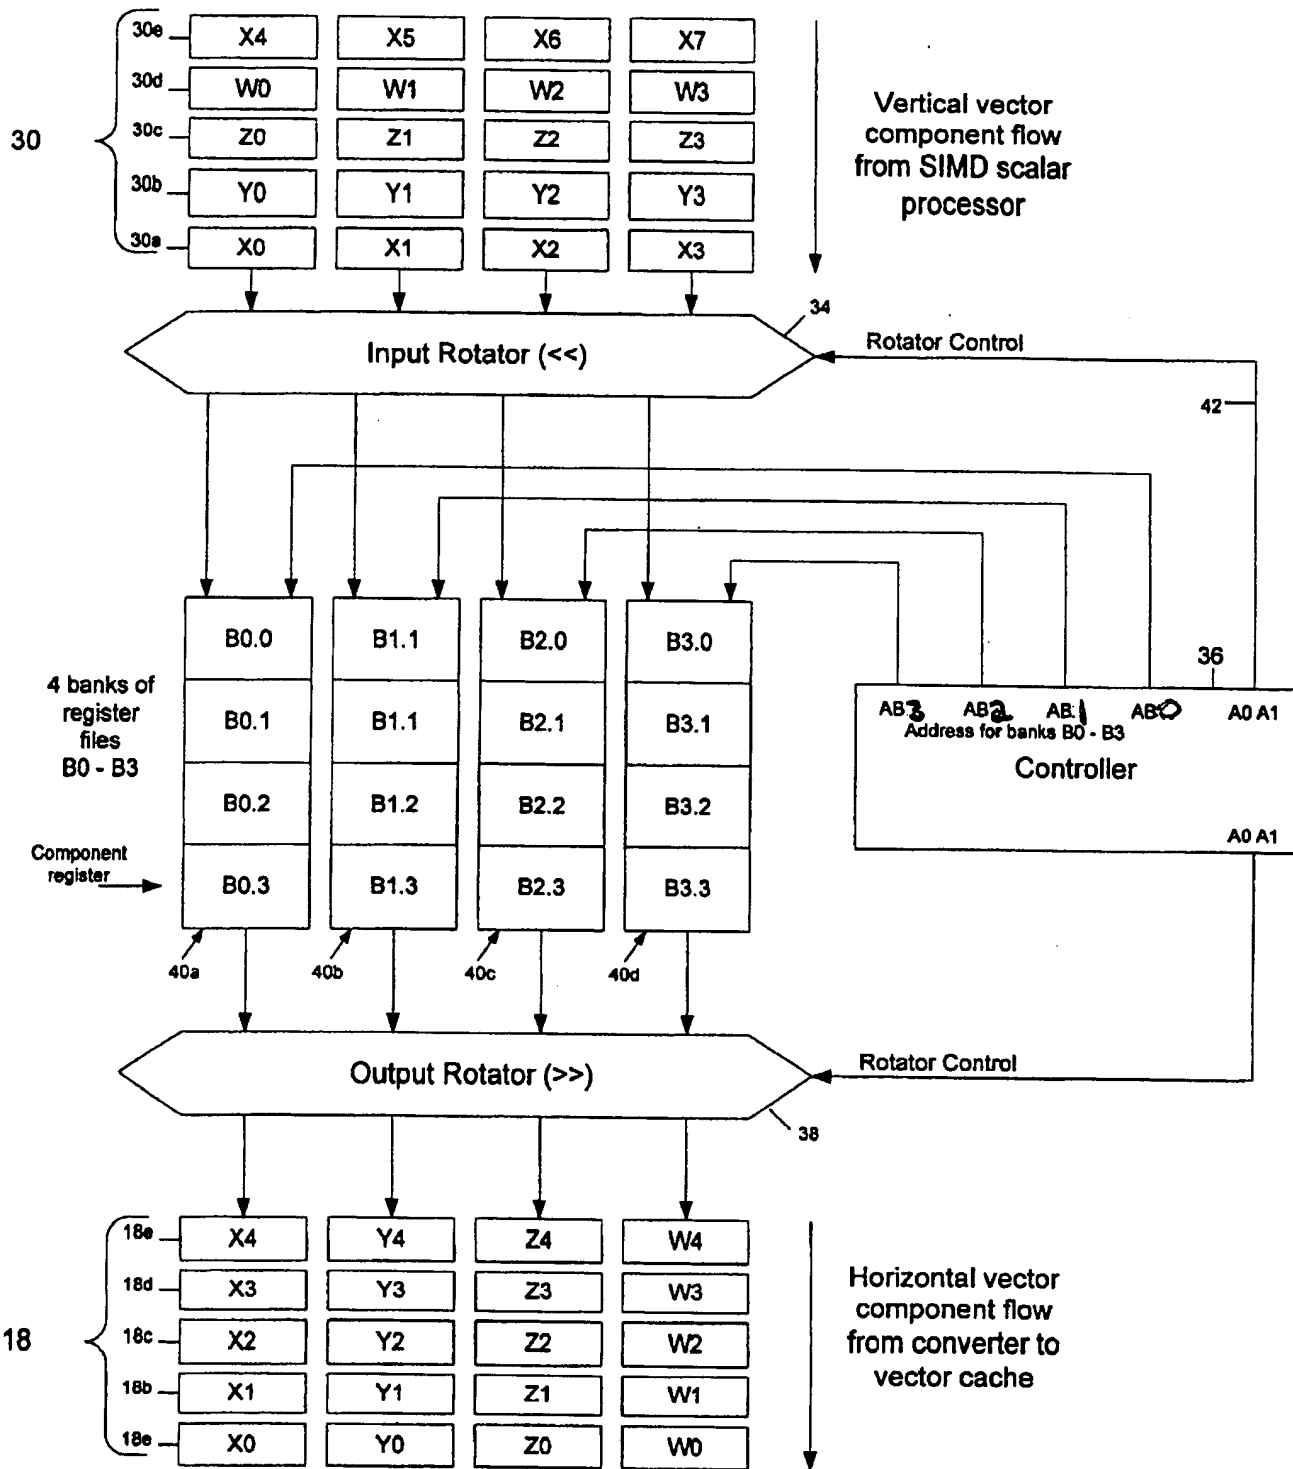 30e X4 X5 X6 X7
30d W0 W1 W2 W3
30 30c Z0 Z1 Z2 Z3
30b Y0 Y1 Y2 Y3
30a X0 X1 X2 X3
Vertical vector
component flow
from SIMD scalar
processor
34
Input Rotator (<<)
Rotator Control
42
B0.0 B1.1 B2.0 B3.0
B0.1 B1.1 B2.1 B3.1
B0.2 B1.2 B2.2 B3.2
B0.3 B1.3 B2.3 B3.3
4 banks of
register
files
B0 - B3
Component
register
36
AB3 AB2 AB1 AB0 A0 A1
Address for banks B0 - B3
Controller
A0 A1
40a 40b 40c 40d
Output Rotator (>>)
Rotator Control
38
18e X4 Y4 Z4 W4
18d X3 Y3 Z3 W3
18 18c X2 Y2 Z2 W2
18b X1 Y1 Z1 W1
18e X0 Y0 Z0 W0
Horizontal vector
component flow
from converter to
vector cache